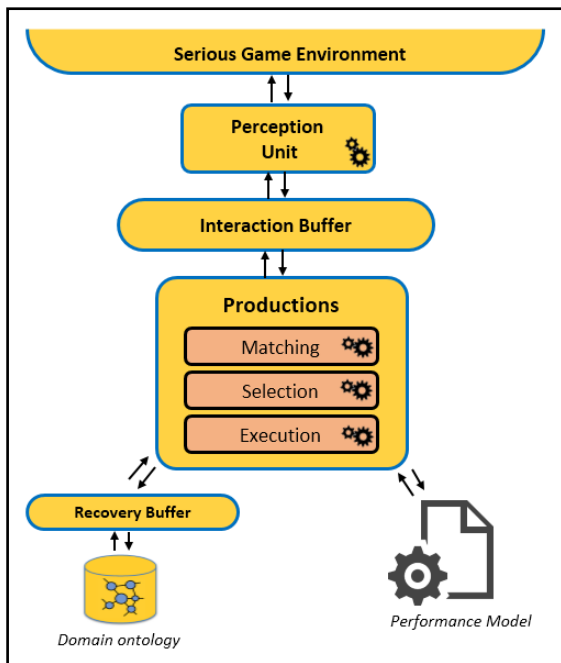 Serious Game Environment
Perception
Unit
Interaction Buffer
Productions
Matching
Selection
Execution
Recovery Buffer
Domain ontology
Performance Model